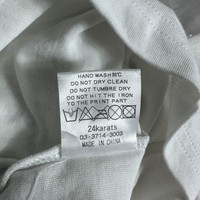 HAND WASH 30℃
DO NOT DRY CLEAN
DO NOT TUMBRE DRY
DO NOT HIT THE IRON
TO THE PRINT PART
24karats
03-3714-3003
MADE IN CHINA